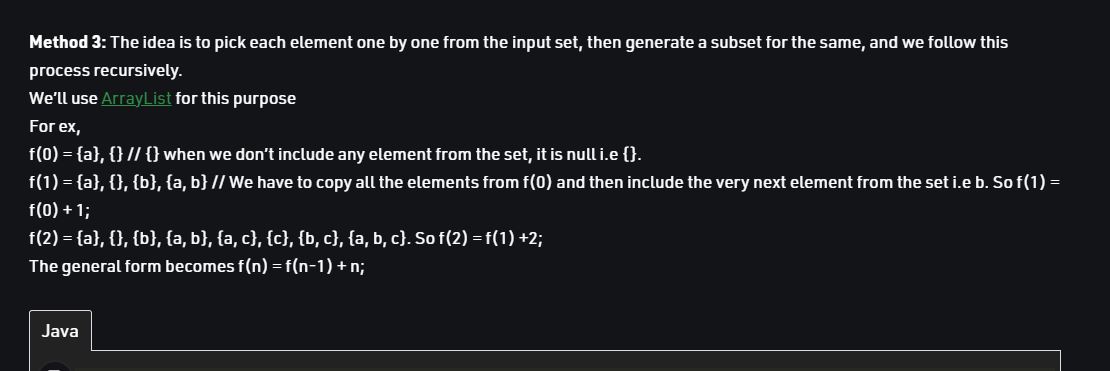 Method 3: The idea is to pick each element one by one from the input set, then generate a subset for the same, and we follow this
process recursively.
We'll use ArrayList for this purpose
For ex,
f(0) = {a}, {} // {} when we don't include any element from the set, it is null i.e {}.
f(1) = {a}, {}, {b}, {a, b} // We have to copy all the elements from f(0) and then include the very next element from the set i.e b. So f(1) =
f(0) + 1;
f(2) = {a}, {}, {b}, {a, b}, {a, c}, {c}, {b, c}, {a, b, c}. So f(2) = f(1) +2;
The general form becomes f(n) = f(n-1) + n;
Java